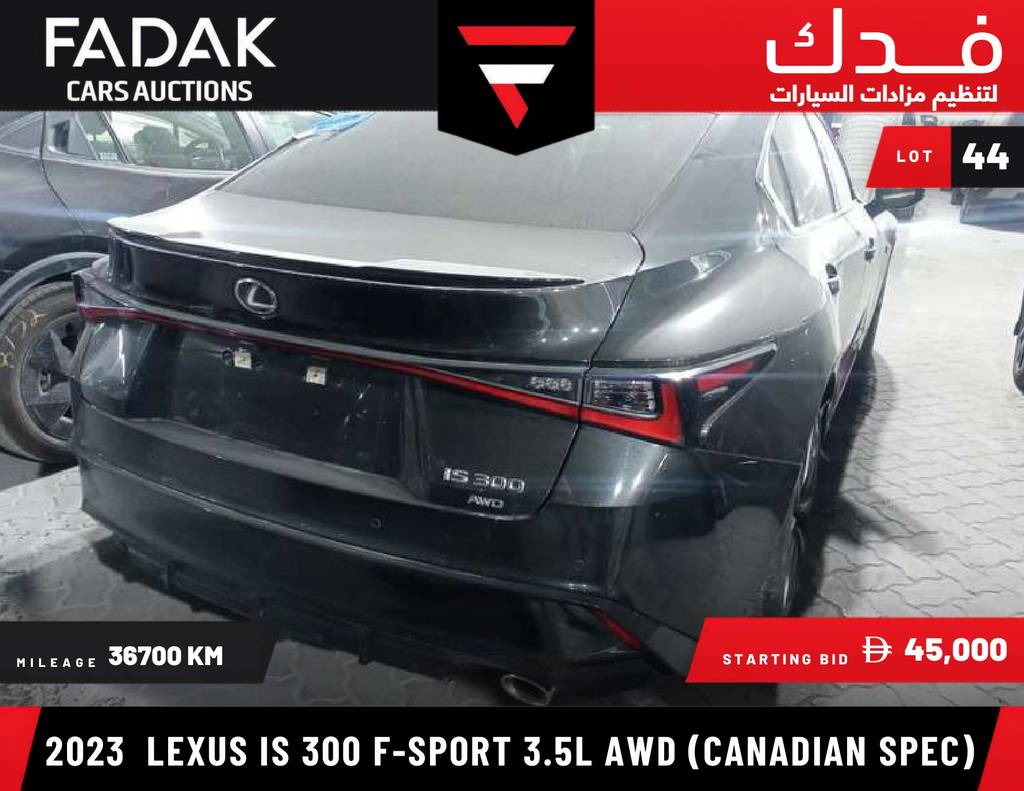 FADAK
CARS AUCTIONS
فدك
لتنظيم مزادات السيارات
LOT 44
IS 300
AWD
MILEAGE 36700 KM
STARTING BID 45,000
2023 LEXUS IS 300 F-SPORT 3.5L AWD (CANADIAN SPEC)